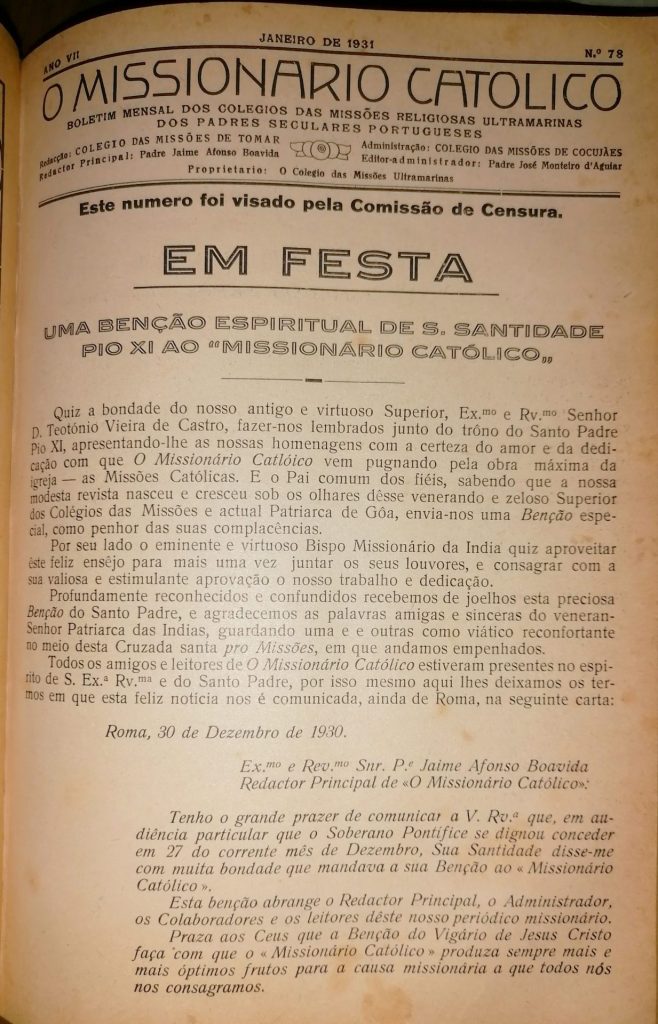 JANEIRO DE 1931
ANO VII
N.º 78
O MISSIONARIO CATOLICO
BOLETIM MENSAL DOS COLEGIOS DAS MISSÕES RELIGIOSAS ULTRAMARINAS
DOS PADRES SECULARES PORTUGUESES
Redacção: COLEGIO DAS MISSÕES DE TOMAR
Redactor Principal: Padre Jaime Afonso Boavida
Administração: COLEGIO DAS MISSÕES DE COCUJÃES
Editor-administrador: Padre José Monteiro d'Aguiar
Proprietario: O Colegio das Missões Ultramarinas
Este numero foi visado pela Comissão de Censura.
EM FESTA
UMA BENÇÃO ESPIRITUAL DE S. SANTIDADE
PIO XI AO "MISSIONÁRIO CATÓLICO„
Quiz a bondade do nosso antigo e virtuoso Superior, Ex.mo e Rv.mo Senhor
D. Teotónio Vieira de Castro, fazer-nos lembrados junto do trôno do Santo Padre
Pio XI, apresentando-lhe as nossas homenagens com a certeza do amor e da dedi-
cação com que O Missionário Catlóico vem pugnando pela obra máxima da
igreja — as Missões Católicas. E o Pai comum dos fiéis, sabendo que a nossa
modesta revista nasceu e cresceu sob os olhares dêsse venerando e zeloso Superior
dos Colégios das Missões e actual Patriarca de Gôa, envia-nos uma Benção espe-
cial, como penhor das suas complacências.
Por seu lado o eminente e virtuoso Bispo Missionário da India quiz aproveitar
êste feliz ensêjo para mais uma vez juntar os seus louvores, e consagrar com a
sua valiosa e estimulante aprovação o nosso trabalho e dedicação.
Profundamente reconhecidos e confundidos recebemos de joelhos esta preciosa
Benção do Santo Padre, e agradecemos as palavras amigas e sinceras do veneran-
Senhor Patriarca das Indias, guardando uma e e outras como viático reconfortante
no meio desta Cruzada santa pro Missões, em que andamos empenhados.
Todos os amigos e leitores de O Missionário Católico estiveram presentes no espi-
rito de S. Ex.ª Rv.ma e do Santo Padre, por isso mesmo aqui lhes deixamos os ter-
mos em que esta feliz notícia nos é comunicada, ainda de Roma, na seguinte carta:
Roma, 30 de Dezembro de 1930.
Ex.mo e Rev.mo Snr. P.e Jaime Afonso Boavida
Redactor Principal de «O Missionário Católico»:
Tenho o grande prazer de comunicar a V. Rv.ª que, em au-
diência particular que o Soberano Pontífice se dignou conceder
em 27 do corrente mês de Dezembro, Sua Santidade disse-me
com muita bondade que mandava a sua Benção ao « Missionário
Católico ».
Esta benção abrange o Redactor Principal, o Administrador,
os Colaboradores e os leitores dêste nosso periódico missionário.
Praza aos Ceus que a Benção do Vigário de Jesus Cristo
faça com que o « Missionário Católico » produza sempre mais e
mais óptimos frutos para a causa missionária a que todos nós
nos consagramos.